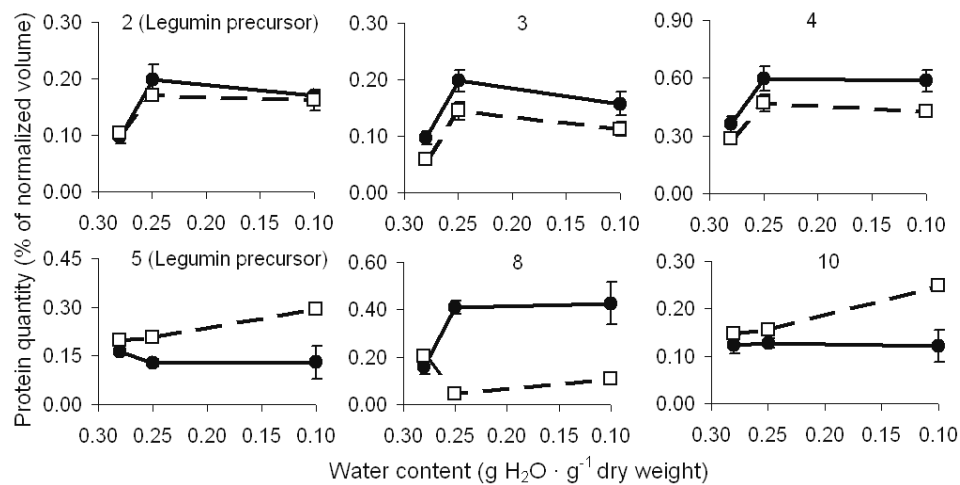 Protein quantity (% of normalized volume)
2 (Legumin precursor)
0.30
0.20
0.10
0.00
0.30 0.25 0.20 0.15 0.10
3
0.30
0.20
0.10
0.00
0.30 0.25 0.20 0.15 0.10
4
0.90
0.60
0.30
0.00
0.30 0.25 0.20 0.15 0.10
5 (Legumin precursor)
0.45
0.30
0.15
0.00
0.30 0.25 0.20 0.15 0.10
8
0.60
0.40
0.20
0.00
0.30 0.25 0.20 0.15 0.10
10
0.30
0.20
0.10
0.00
0.30 0.25 0.20 0.15 0.10
Water content (g H₂O · g⁻¹ dry weight)